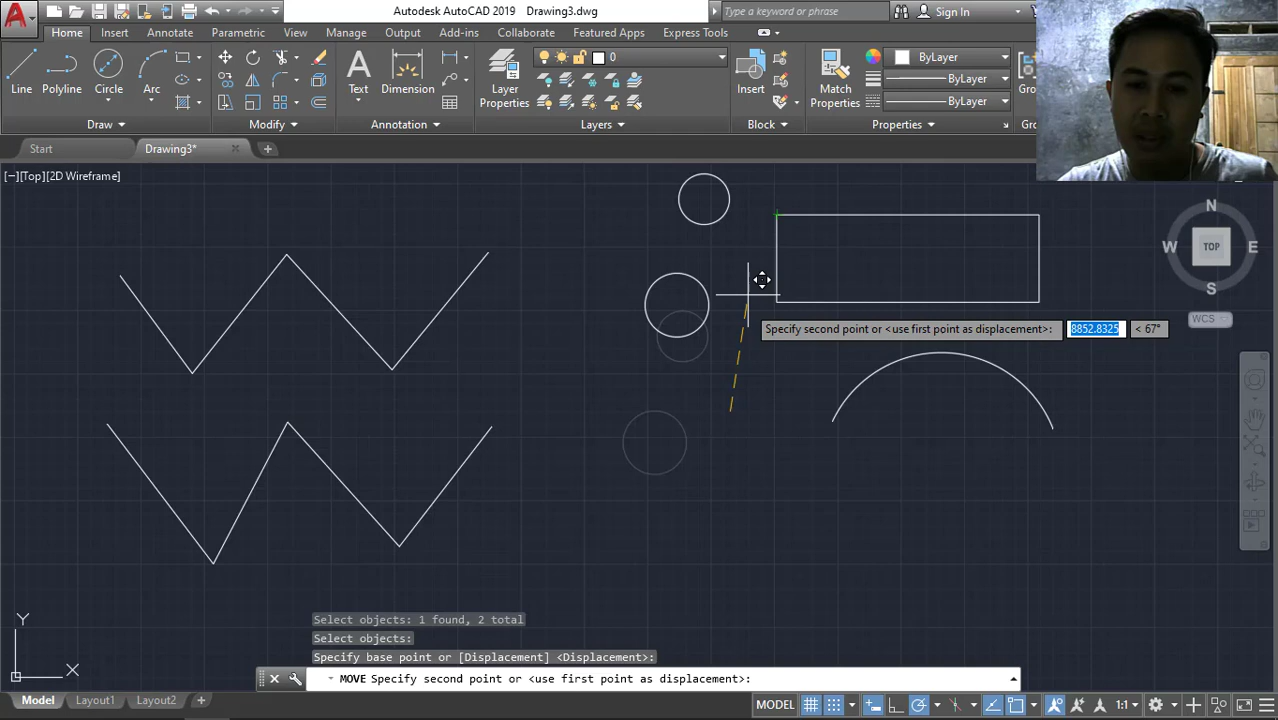 Autodesk AutoCAD 2019 Drawing3.dwg
Type a keyword or phrase
Sign In
Home Insert Annotate Parametric View Manage Output Add-ins Collaborate Featured Apps Express Tools
Line Polyline Circle Arc
Text Dimension
Layer Properties
0
Insert
Match Properties
ByLayer
ByLayer
ByLayer
Draw Modify Annotation Layers Block Properties
Start Drawing3*
[−][Top][2D Wireframe]
N
W TOP E
S
WCS
Specify second point or <use first point as displacement>: 8852.8325 < 67°
Y
X
Select objects: 1 found, 2 total
Select objects:
Specify base point or [Displacement] <Displacement>:
MOVE Specify second point or <use first point as displacement>:
Model Layout1 Layout2
MODEL 1:1